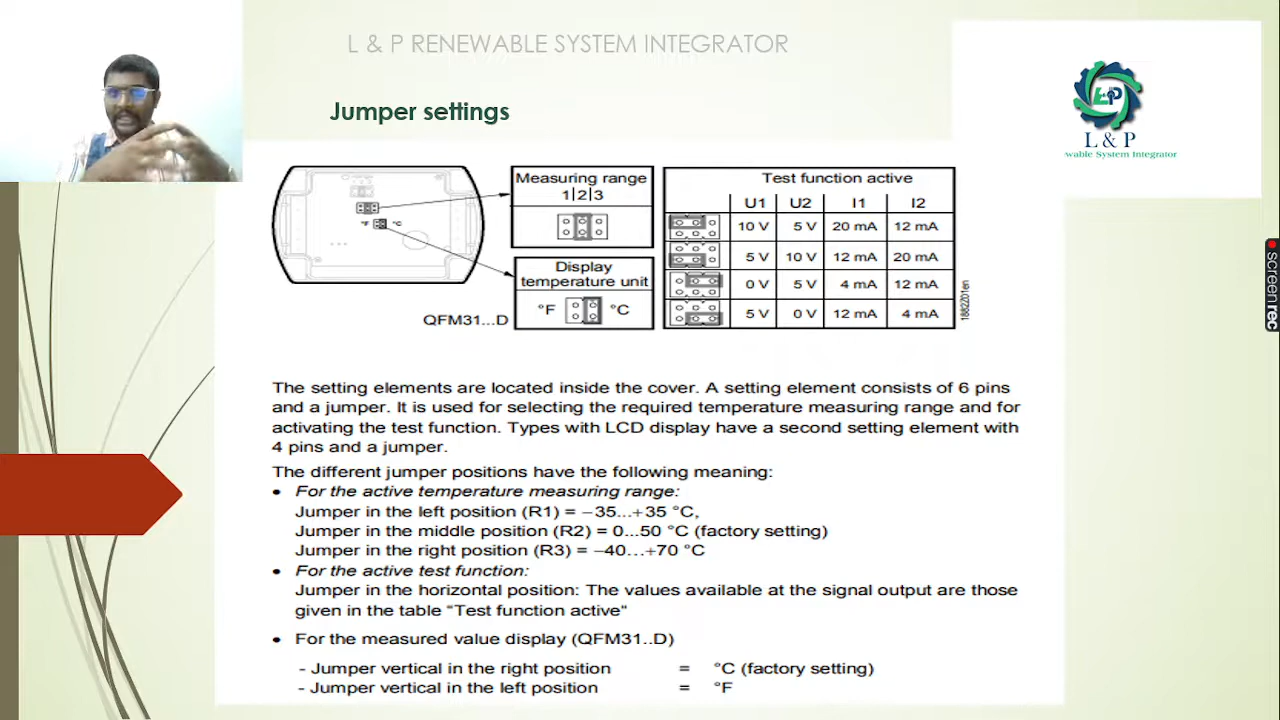 L & P RENEWABLE SYSTEM INTEGRATOR
Jumper settings
L & P
wable System Integrator
°F °C
QFM31...D
Measuring range
1|2|3
Display
temperature unit
°F °C
Test function active
U1 U2 I1 I2
10 V 5 V 20 mA 12 mA
5 V 10 V 12 mA 20 mA
0 V 5 V 4 mA 12 mA
5 V 0 V 12 mA 4 mA
1882Z01en
The setting elements are located inside the cover. A setting element consists of 6 pins
and a jumper. It is used for selecting the required temperature measuring range and for
activating the test function. Types with LCD display have a second setting element with
4 pins and a jumper.
The different jumper positions have the following meaning:
• For the active temperature measuring range:
Jumper in the left position (R1) = −35...+35 °C,
Jumper in the middle position (R2) = 0...50 °C (factory setting)
Jumper in the right position (R3) = −40…+70 °C
• For the active test function:
Jumper in the horizontal position: The values available at the signal output are those
given in the table "Test function active"
• For the measured value display (QFM31..D)
- Jumper vertical in the right position = °C (factory setting)
- Jumper vertical in the left position = °F
screenrec